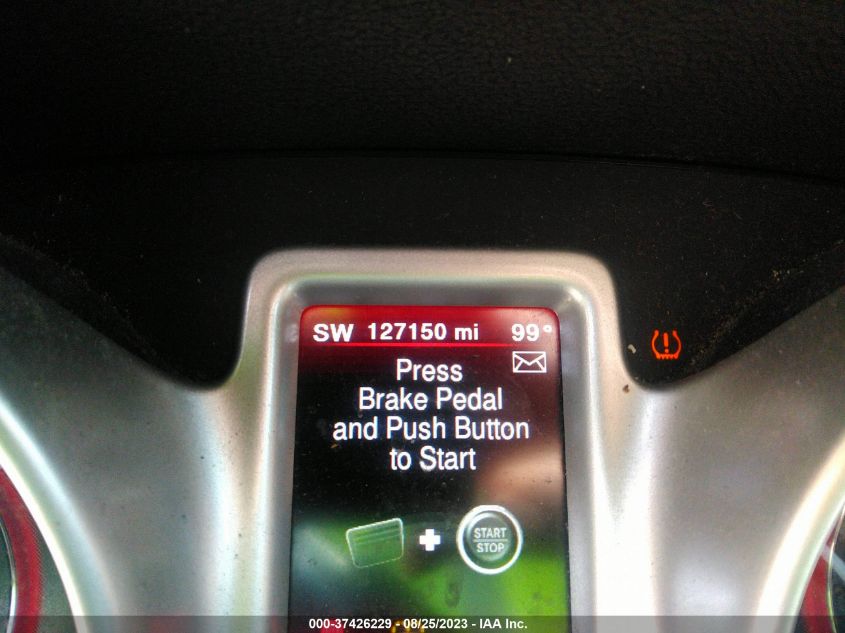 SW 127150 mi 99°
Press
Brake Pedal
and Push Button
to Start
START
STOP
000-37426229 - 08/25/2023 - IAA Inc.